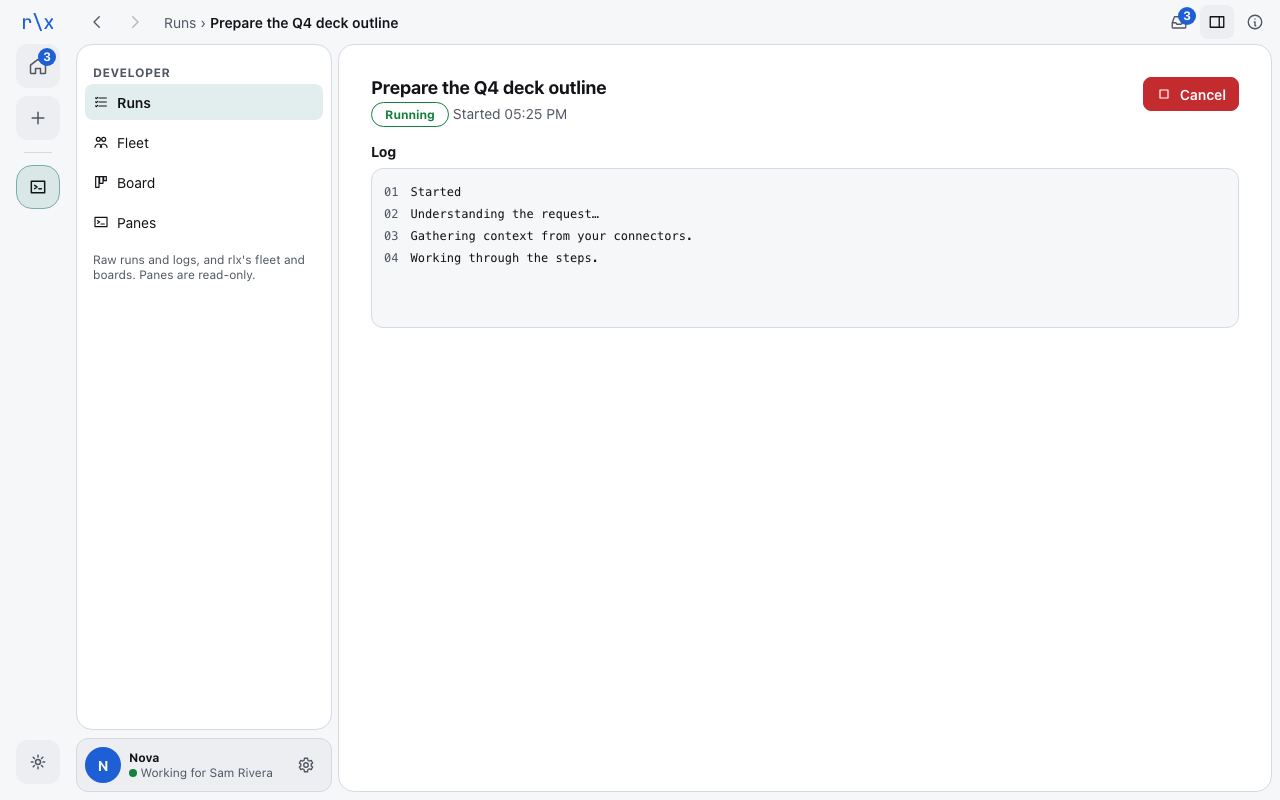 r\x
Runs › Prepare the Q4 deck outline
3
3
DEVELOPER
Runs
Fleet
Board
Panes
Raw runs and logs, and rlx's fleet and
boards. Panes are read-only.
Prepare the Q4 deck outline
Running Started 05:25 PM
Cancel
Log
01 Started
02 Understanding the request…
03 Gathering context from your connectors.
04 Working through the steps.
N
Nova
Working for Sam Rivera